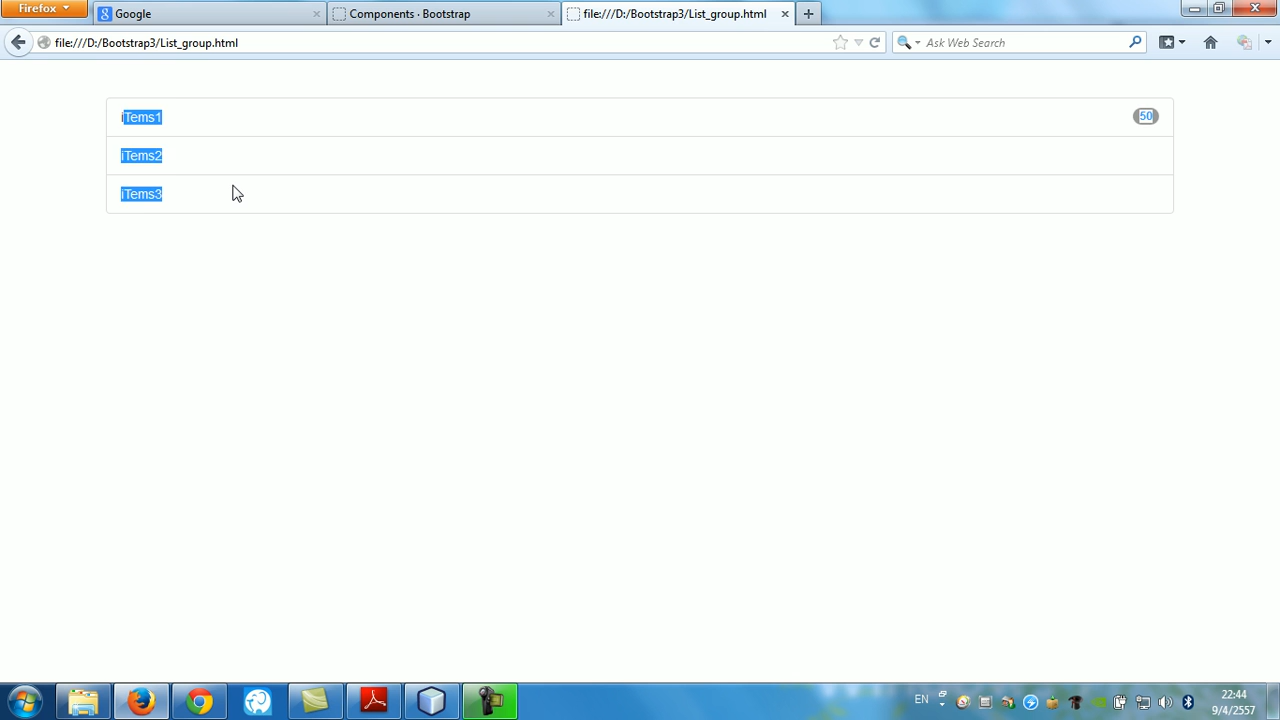 Firefox
Google
Components · Bootstrap
file:///D:/Bootstrap3/List_group.html
file:///D:/Bootstrap3/List_group.html
Ask Web Search
iTems1
50
iTems2
iTems3
EN
22:44
9/4/2557